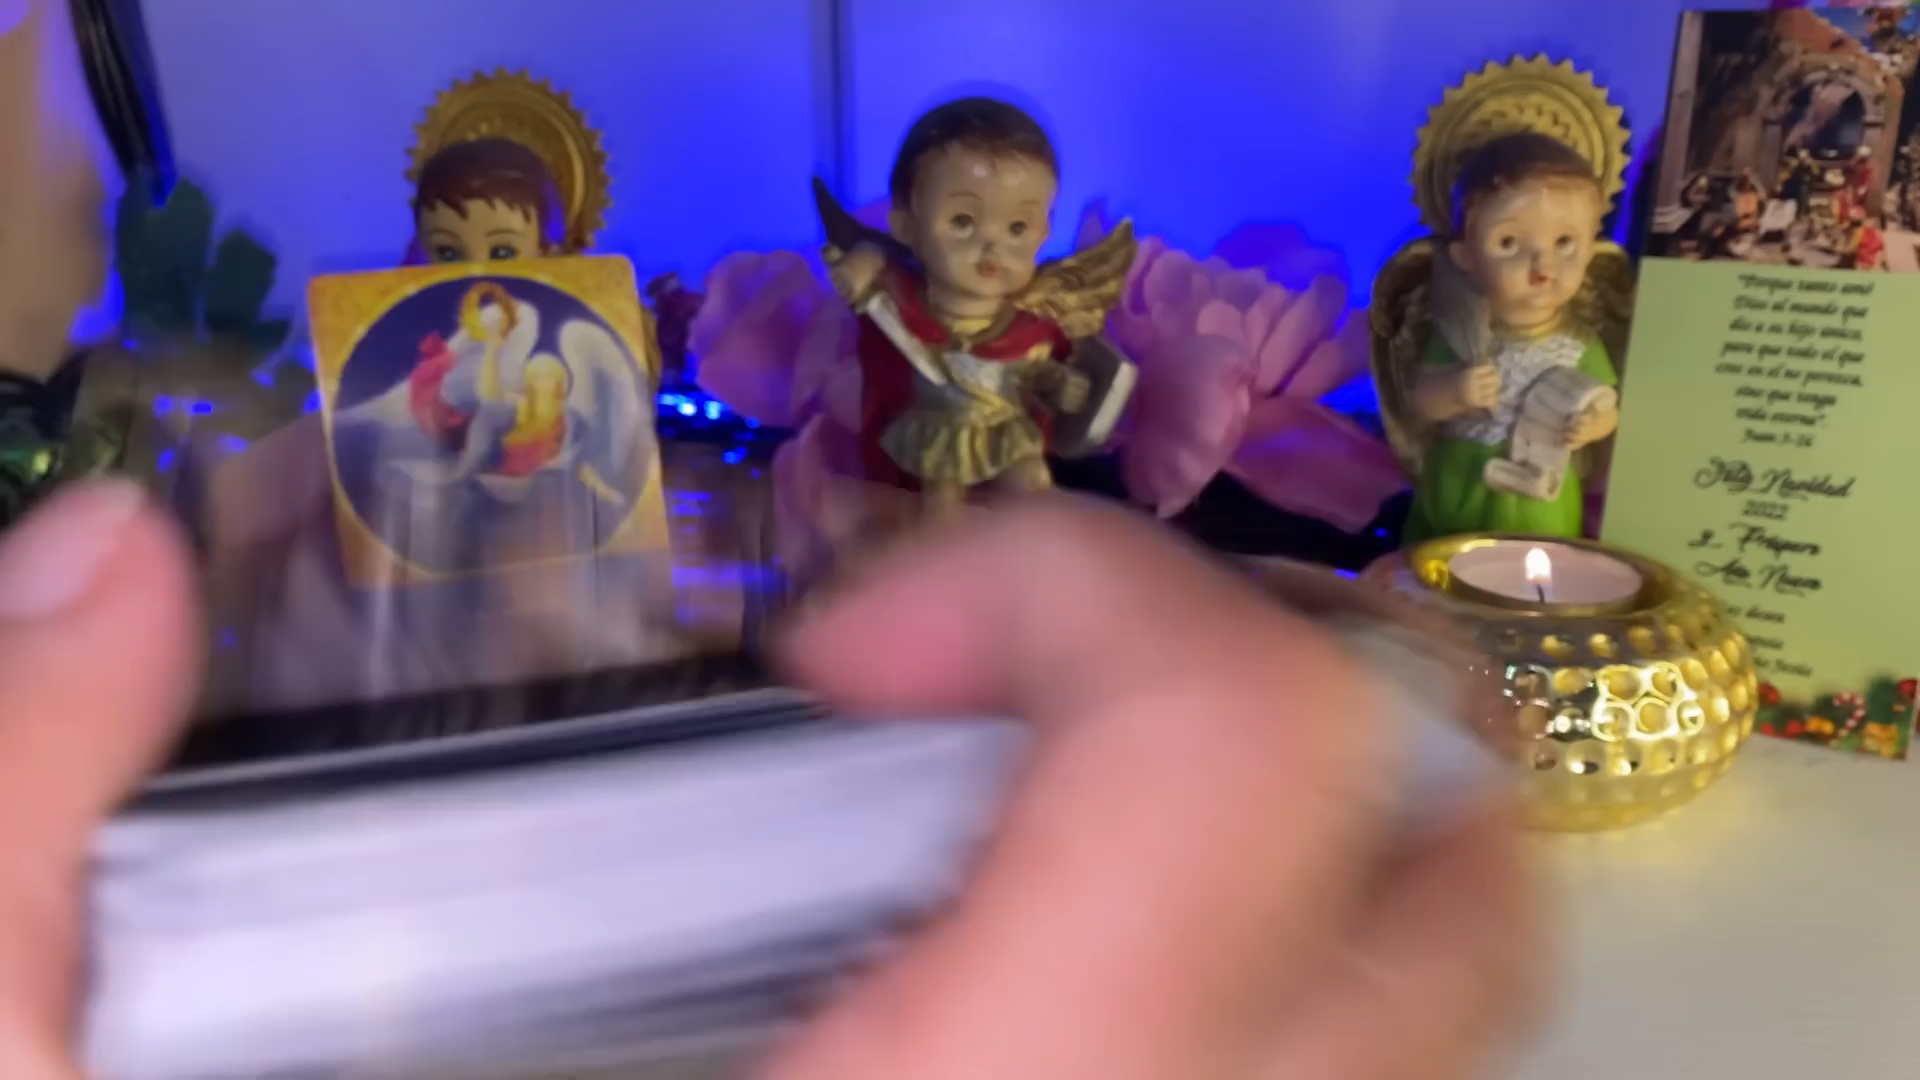 "Porque tanto amó
Dios al mundo que
dio a su hijo único,
para que todo el que
cree en él no perezca,
sino que tenga
vida eterna".
Juan 3-16
Feliz Navidad
2022
y Próspero
Año Nuevo